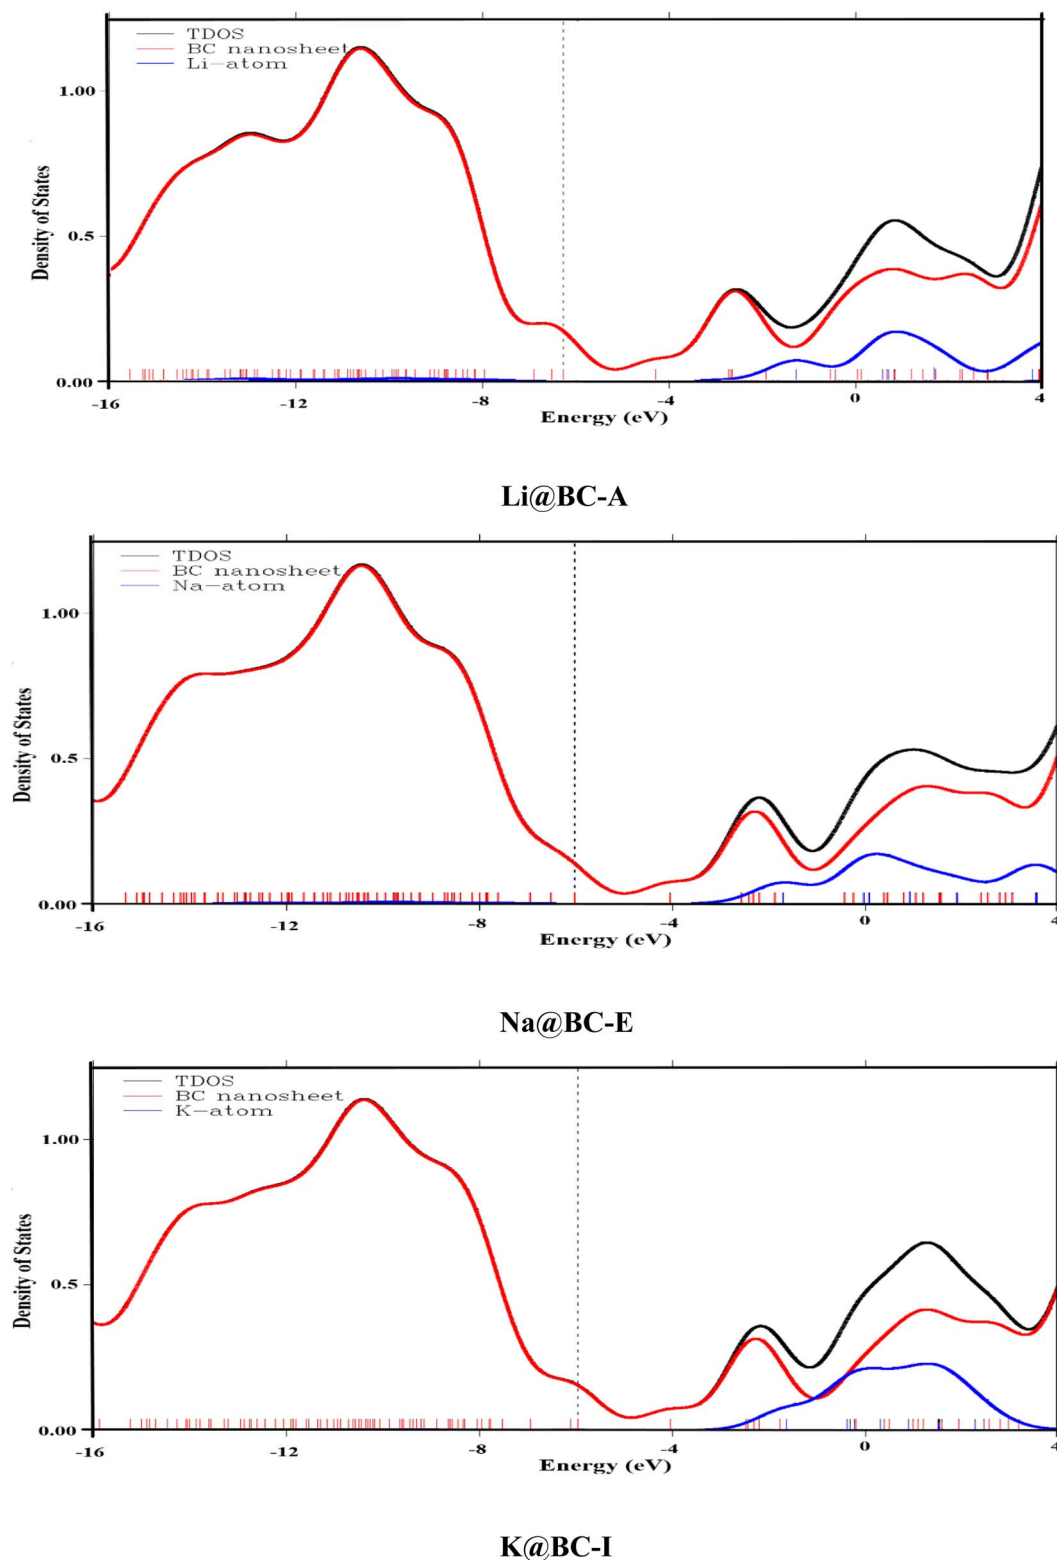 TDOS
BC nanosheet
Li-atom
1.00
0.5
0.00
Density of States
-16
-12
-8
-4
0
4
Energy (eV)
Li@BC-A
TDOS
BC nanosheet
Na-atom
1.00
0.5
0.00
Density of States
-16
-12
-8
-4
0
4
Energy (eV)
Na@BC-E
TDOS
BC nanosheet
K-atom
1.00
0.5
0.00
Density of States
-16
-12
-8
-4
0
4
Energy (eV)
K@BC-I